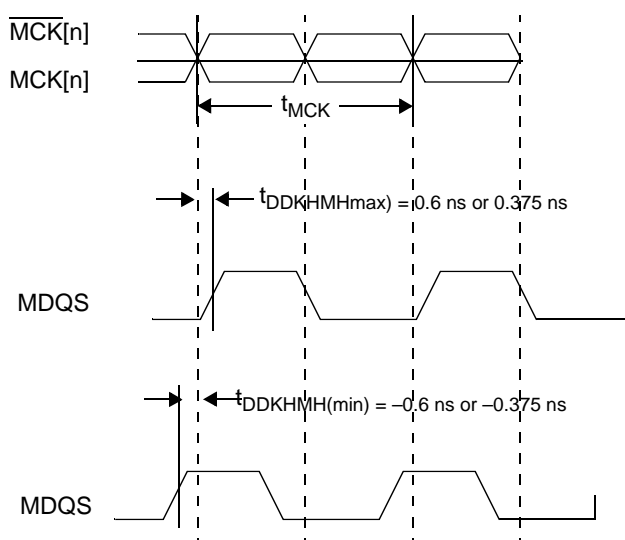 M̅C̅K̅[n]
MCK[n]
tMCK
tDDKHMHmax) = 0.6 ns or 0.375 ns
MDQS
tDDKHMH(min) = –0.6 ns or –0.375 ns
MDQS